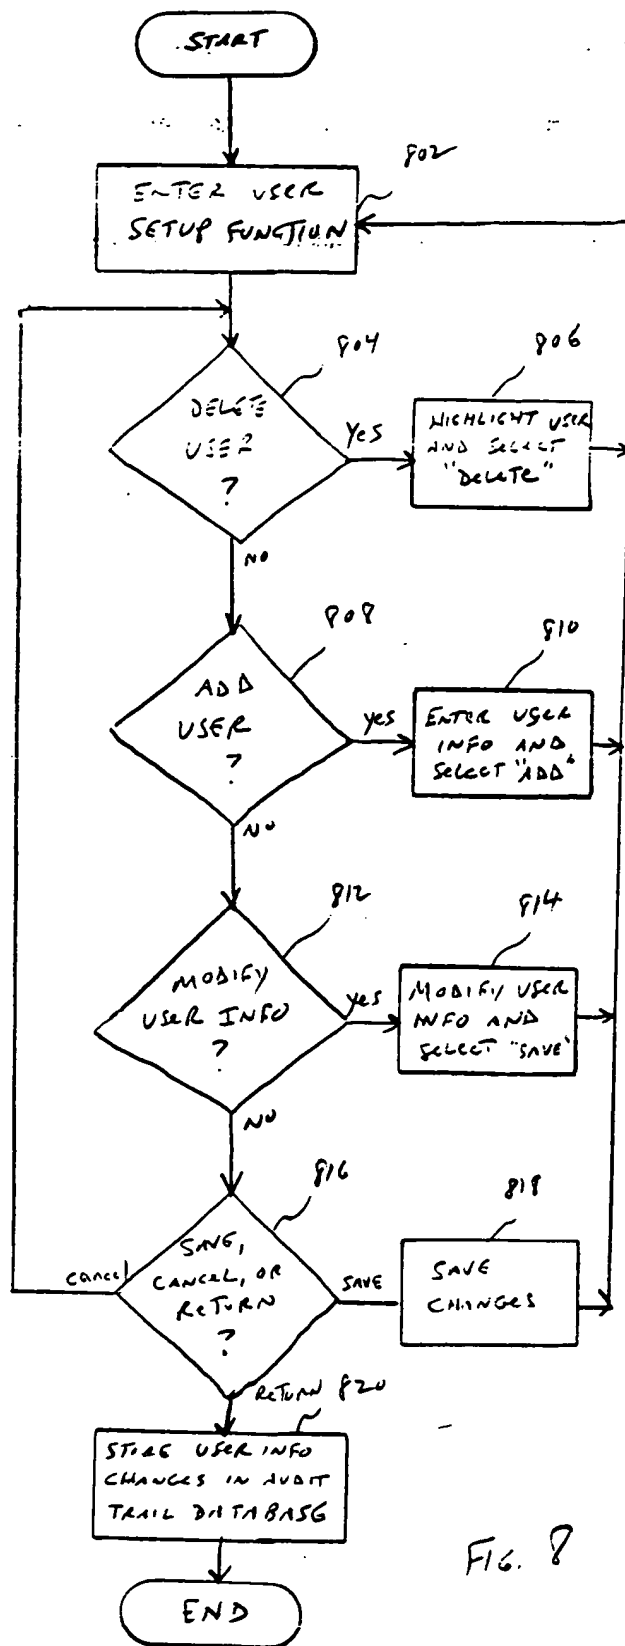 START
802
ENTER USER
SETUP FUNCTION
804
DELETE
USER
?
Yes
806
HIGHLIGHT USER
AND SELECT
"DELETE"
NO
808
ADD
USER
?
Yes
810
ENTER USER
INFO AND
SELECT "ADD"
NO
812
MODIFY
USER INFO
?
Yes
814
MODIFY USER
INFO AND
SELECT "SAVE"
NO
816
SAVE,
CANCEL, OR
RETURN
?
cancel
SAVE
818
SAVE
CHANGES
RETURN 820
STORE USER INFO
CHANGES IN AUDIT
TRAIL DATABASE
END
FIG. 8